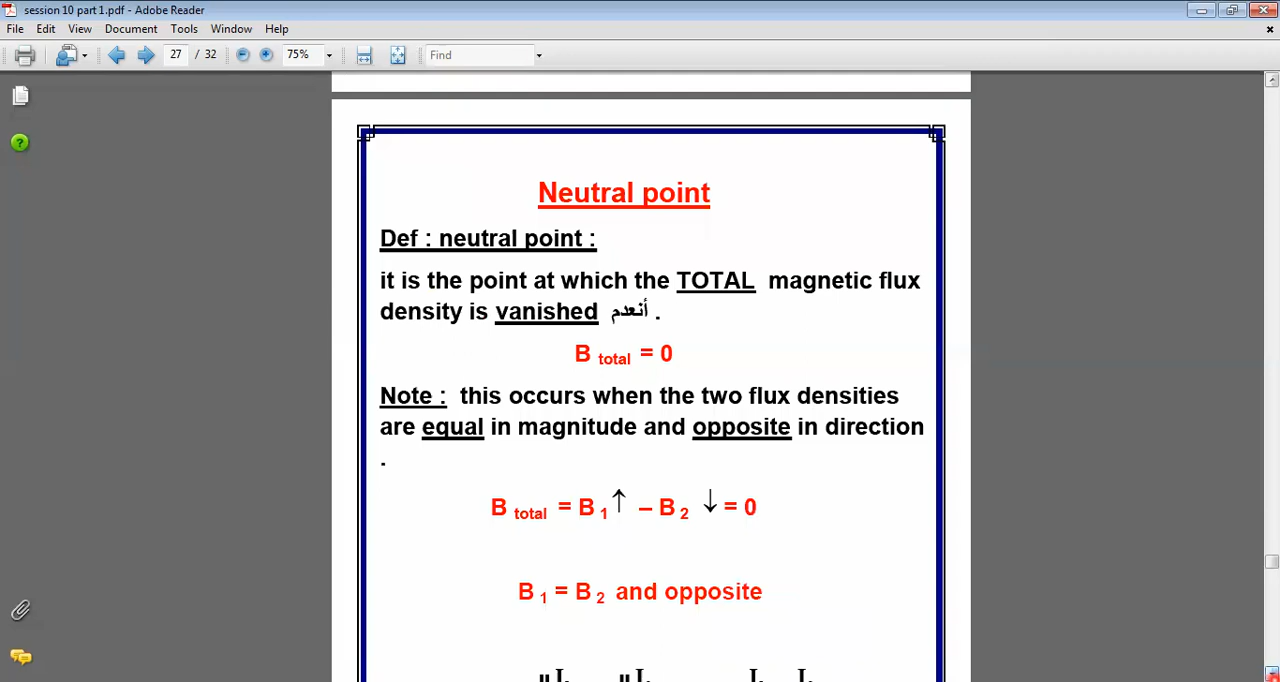 session 10 part 1.pdf - Adobe Reader
File Edit View Document Tools Window Help
27 / 32 75% Find
Neutral point
Def : neutral point :
it is the point at which the TOTAL magnetic flux
density is vanished أنعدم .
B total = 0
Note : this occurs when the two flux densities
are equal in magnitude and opposite in direction
.
B total = B 1 ↑ – B 2 ↓ = 0
B 1 = B 2 and opposite